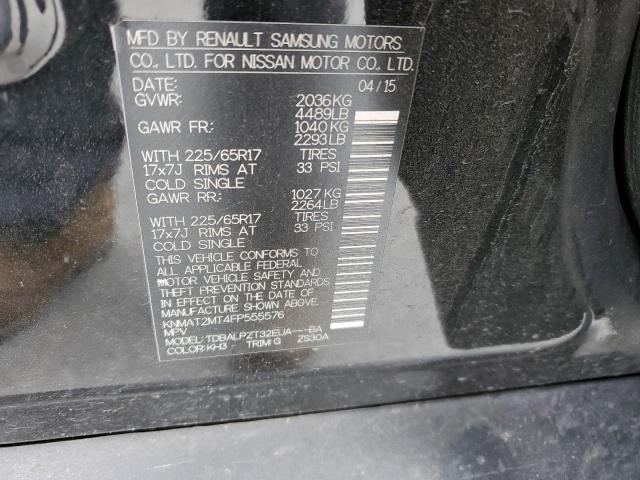 MFD BY RENAULT SAMSUNG MOTORS
CO., LTD. FOR NISSAN MOTOR CO., LTD.
DATE: 04/15
GVWR: 2036KG
4489LB
GAWR FR: 1040KG
2293LB
WITH 225/65R17 TIRES
17x7J RIMS AT 33 PSI
COLD SINGLE
GAWR RR: 1027KG
2264LB
WITH 225/65R17 TIRES
17x7J RIMS AT 33 PSI
COLD SINGLE
THIS VEHICLE CONFORMS TO
ALL APPLICABLE FEDERAL
MOTOR VEHICLE SAFETY AND
THEFT PREVENTION STANDARDS
IN EFFECT ON THE DATE OF
MANUFACTURE SHOWN ABOVE.
KNMAT2MT4FP555576
MPV
MODEL:TDBALPZT32EUA---BA
COLOR:KH3 TRIM:G ZS30A